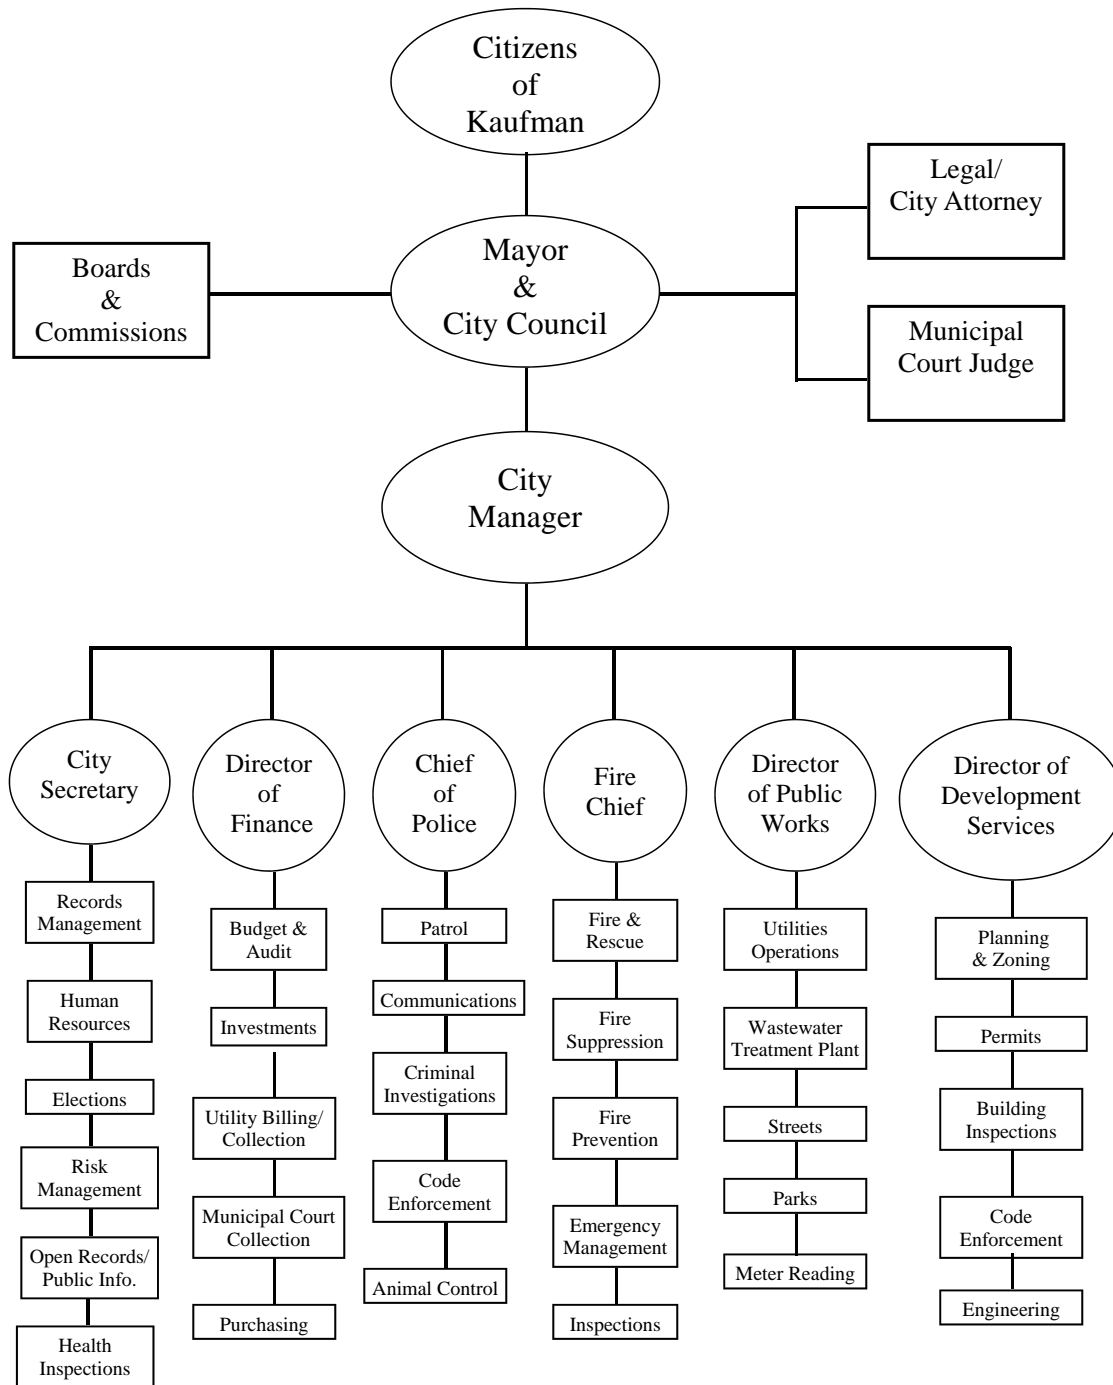 Citizens
of
Kaufman
Legal/
City Attorney
Boards
&
Commissions
Mayor
&
City Council
Municipal
Court Judge
City
Manager
City
Secretary
Records
Management
Human
Resources
Elections
Risk
Management
Open Records/
Public Info.
Health
Inspections
Director
of
Finance
Budget &
Audit
Investments
Utility Billing/
Collection
Municipal Court
Collection
Purchasing
Chief
of
Police
Patrol
Communications
Criminal
Investigations
Code
Enforcement
Animal Control
Fire
Chief
Fire &
Rescue
Fire
Suppression
Fire
Prevention
Emergency
Management
Inspections
Director
of Public
Works
Utilities
Operations
Wastewater
Treatment Plant
Streets
Parks
Meter Reading
Director of
Development
Services
Planning
& Zoning
Permits
Building
Inspections
Code
Enforcement
Engineering